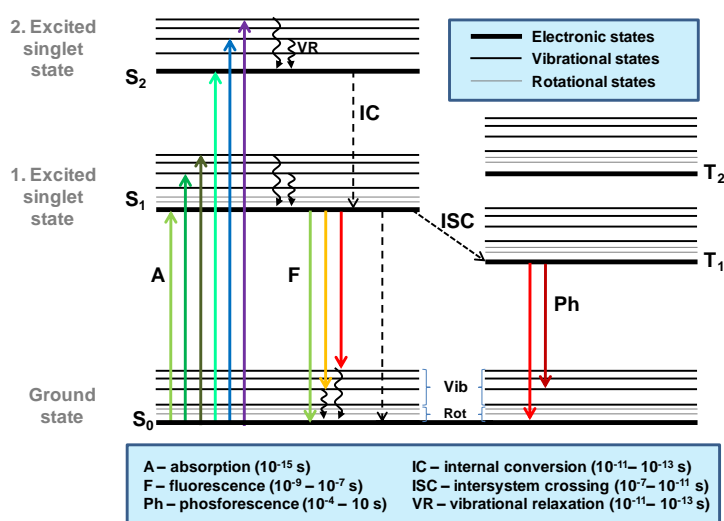 2. Excited
singlet
state
S₂
VR
IC
Electronic states
Vibrational states
Rotational states
T₂
1. Excited
singlet
state
S₁
ISC
T₁
A
F
Ph
Ground
state
S₀
Vib
Rot
A – absorption (10⁻¹⁵ s)
F – fluorescence (10⁻⁹ – 10⁻⁷ s)
Ph – phosforescence (10⁻⁴ – 10 s)
IC – internal conversion (10⁻¹¹ – 10⁻¹³ s)
ISC – intersystem crossing (10⁻⁷ – 10⁻¹¹ s)
VR – vibrational relaxation (10⁻¹¹ – 10⁻¹³ s)